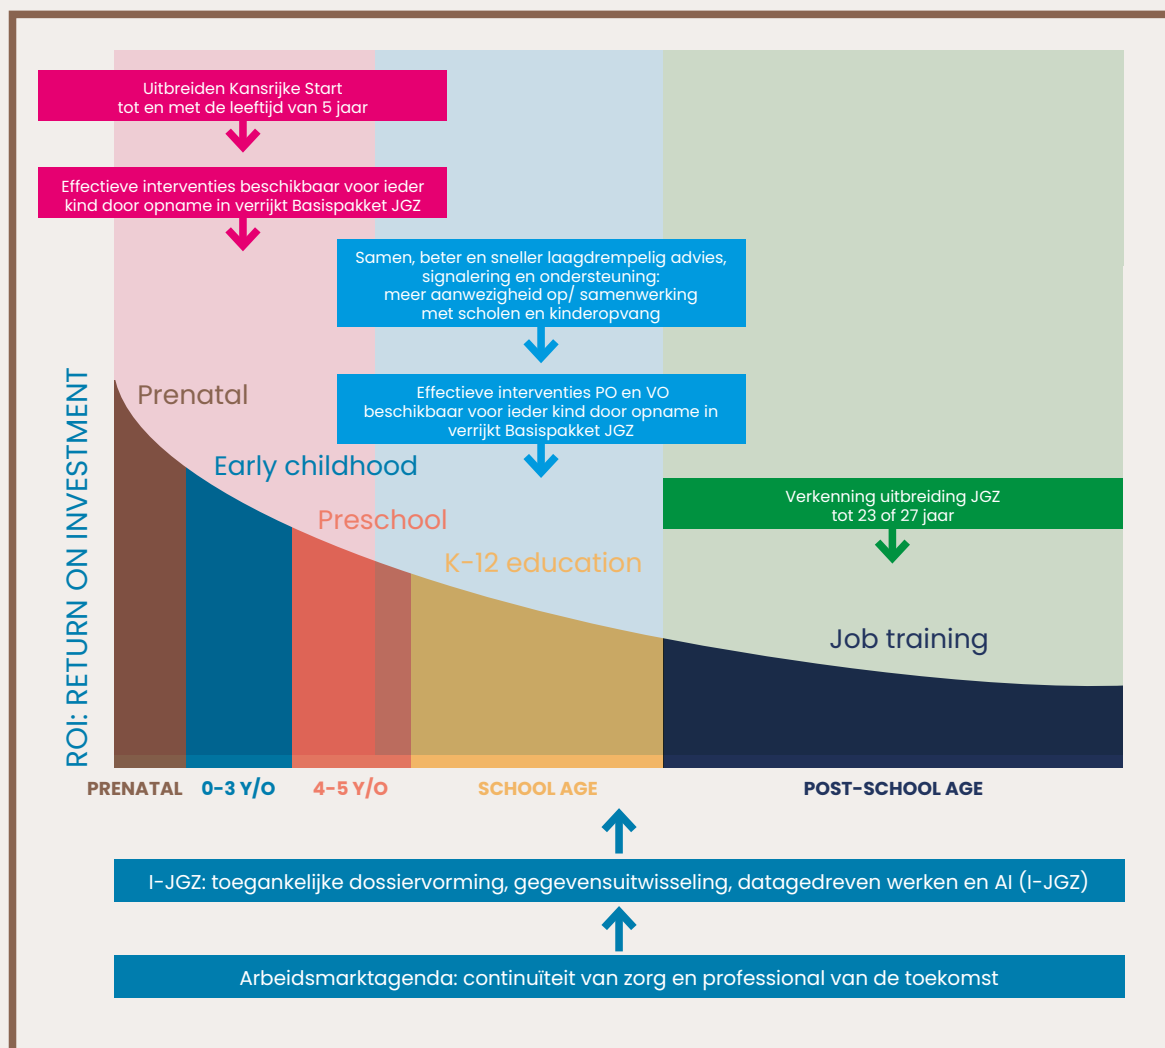 Uitbreiden Kansrijke Start
tot en met de leeftijd van 5 jaar
Effectieve interventies beschikbaar voor ieder
kind door opname in verrijkt Basispakket JGZ
Samen, beter en sneller laagdrempelig advies,
signalering en ondersteuning:
meer aanwezigheid op/ samenwerking
met scholen en kinderopvang
Effectieve interventies PO en VO
beschikbaar voor ieder kind door opname in
verrijkt Basispakket JGZ
Verkenning uitbreiding JGZ
tot 23 of 27 jaar
ROI: RETURN ON INVESTMENT
Prenatal
Early childhood
Preschool
K-12 education
Job training
PRENATAL
0-3 Y/O
4-5 Y/O
SCHOOL AGE
POST-SCHOOL AGE
I-JGZ: toegankelijke dossiervorming, gegevensuitwisseling, datagedreven werken en AI (I-JGZ)
Arbeidsmarktagenda: continuïteit van zorg en professional van de toekomst